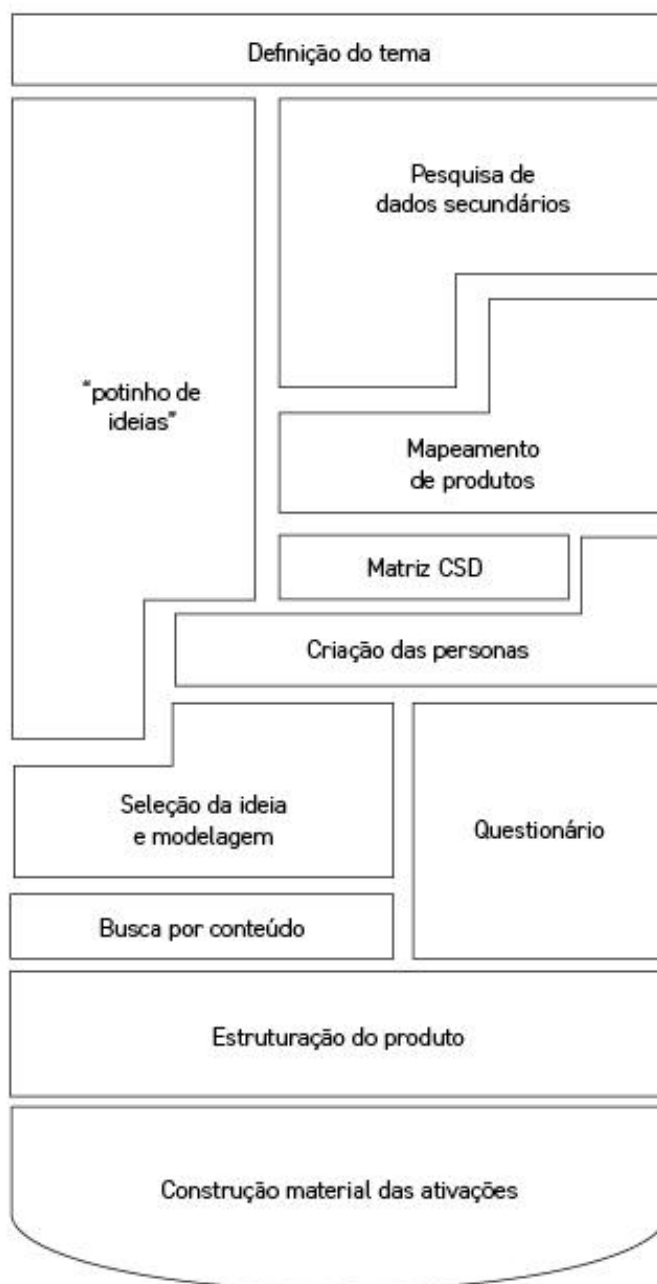 Definição do tema
Pesquisa de
dados secundários
“potinho de
ideias”
Mapeamento
de produtos
Matriz CSD
Criação das personas
Seleção da ideia
e modelagem
Questionário
Busca por conteúdo
Estruturação do produto
Construção material das ativações